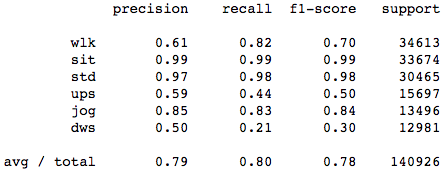 precision recall f1-score support
wlk 0.61 0.82 0.70 34613
sit 0.99 0.99 0.99 33674
std 0.97 0.98 0.98 30465
ups 0.59 0.44 0.50 15697
jog 0.85 0.83 0.84 13496
dws 0.50 0.21 0.30 12981
avg / total 0.79 0.80 0.78 140926